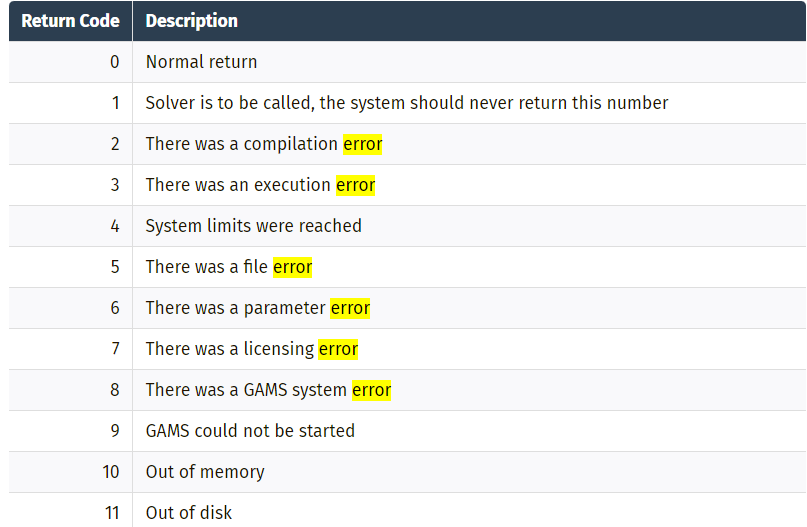 Return Code Description
0 Normal return
1 Solver is to be called, the system should never return this number
2 There was a compilation error
3 There was an execution error
4 System limits were reached
5 There was a file error
6 There was a parameter error
7 There was a licensing error
8 There was a GAMS system error
9 GAMS could not be started
10 Out of memory
11 Out of disk